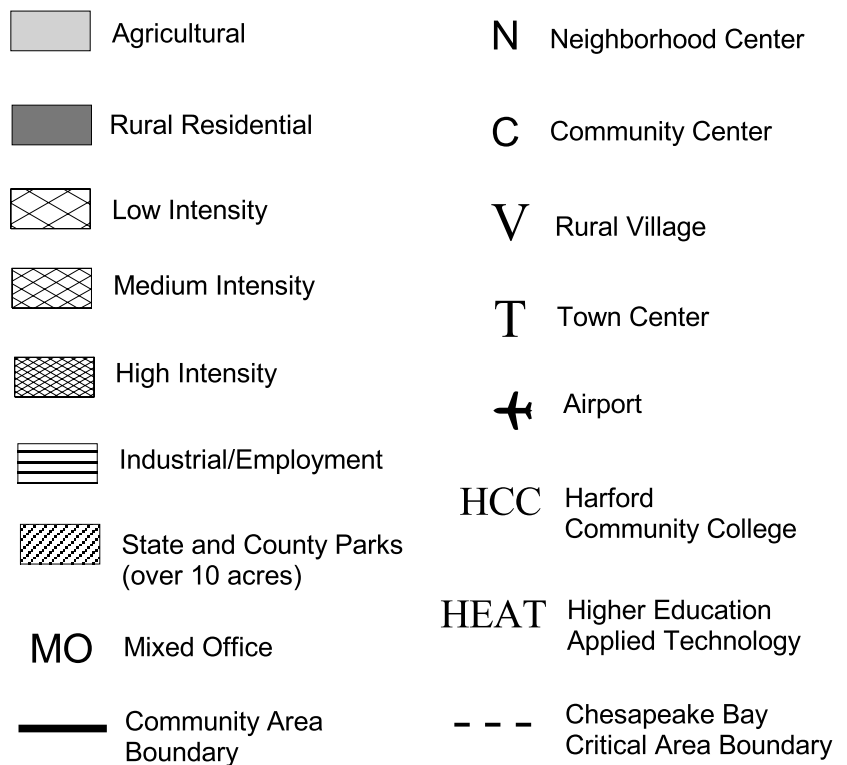 Agricultural
Rural Residential
Low Intensity
Medium Intensity
High Intensity
Industrial/Employment
State and County Parks
(over 10 acres)
MO Mixed Office
Community Area
Boundary
N Neighborhood Center
C Community Center
V Rural Village
T Town Center
Airport
HCC Harford
Community College
HEAT Higher Education
Applied Technology
Chesapeake Bay
Critical Area Boundary